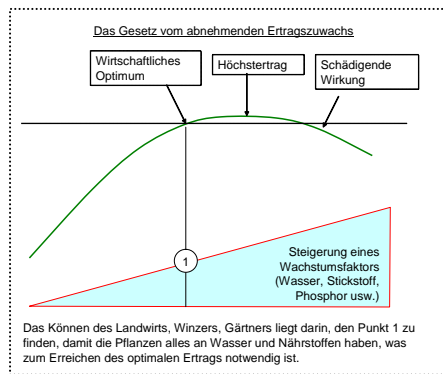 Das Gesetz vom abnehmenden Ertragszuwachs
Wirtschaftliches
Optimum
Höchstertrag
Schädigende
Wirkung
1
Steigerung eines
Wachstumsfaktors
(Wasser, Stickstoff,
Phosphor usw.)
Das Können des Landwirts, Winzers, Gärtners liegt darin, den Punkt 1 zu
finden, damit die Pflanzen alles an Wasser und Nährstoffen haben, was
zum Erreichen des optimalen Ertrags notwendig ist.